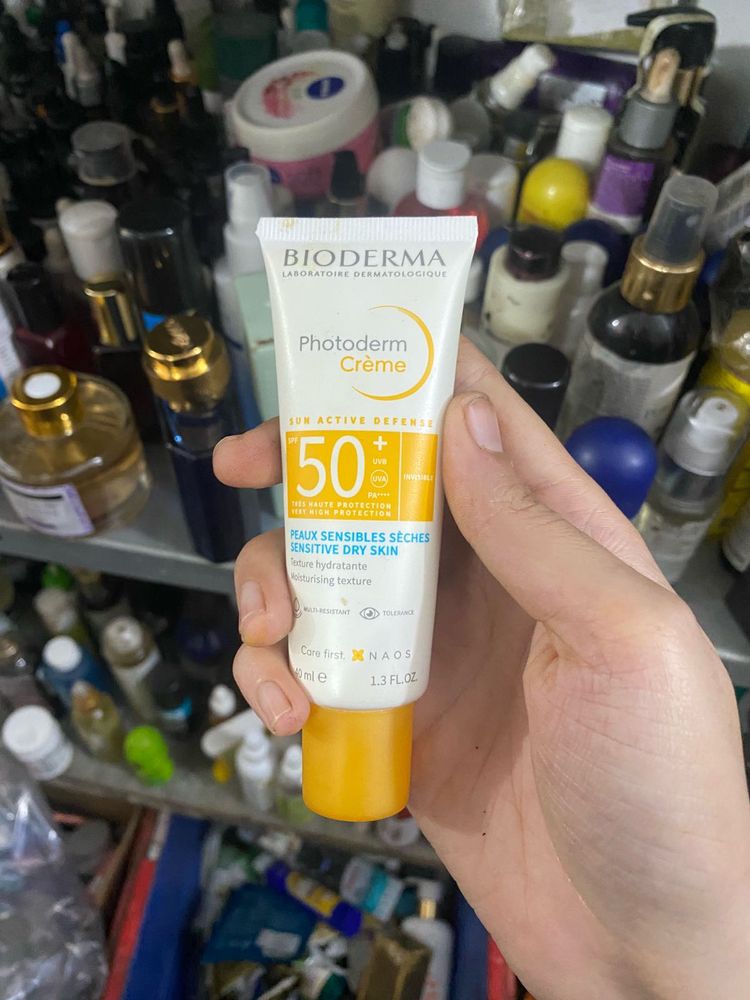 BIODERMA
LABORATOIRE DERMATOLOGIQUE
Photoderm
Crème
SUN ACTIVE DEFENSE
SPF 50+
UVB
UVA
PA++++
INVISIBLE
TRÈS HAUTE PROTECTION
VERY HIGH PROTECTION
PEAUX SENSIBLES SÈCHES
SENSITIVE DRY SKIN
Texture hydratante
Moisturising texture
MULTI-RESISTANT
TOLERANCE
Care first.
NAOS
40 ml e
1.3 FL.OZ.